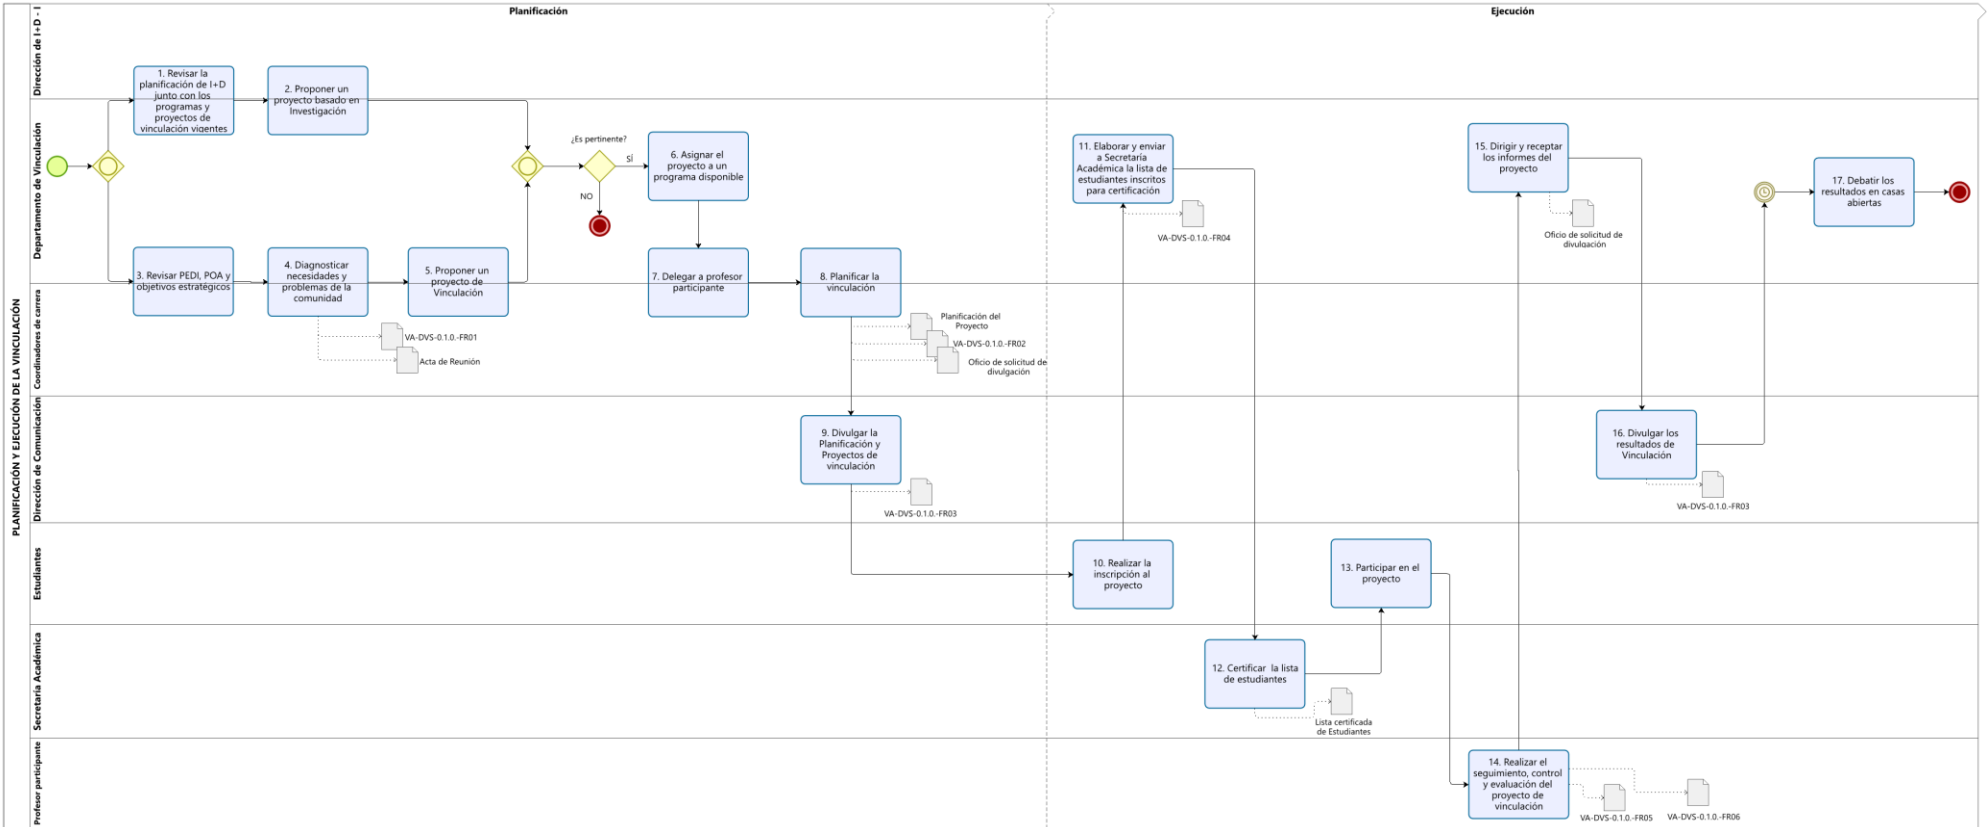 Planificación
Ejecución
PLANIFICACIÓN Y EJECUCIÓN DE LA VINCULACIÓN
Dirección de I+D - I
1. Revisar la
planificación de I+D
junto con los
programas y
proyectos de
vinculación vigentes
2. Proponer un
proyecto basado en
Investigación
Departamento de Vinculación
¿Es pertinente?
SÍ
NO
6. Asignar el
proyecto a un
programa disponible
11. Elaborar y enviar
a Secretaría
Académica la lista de
estudiantes inscritos
para certificación
VA-DVS-0.1.0.-FR04
15. Dirigir y receptar
los informes del
proyecto
Oficio de solicitud de
divulgación
17. Debatir los
resultados en casas
abiertas
3. Revisar PEDI, POA y
objetivos estratégicos
4. Diagnosticar
necesidades y
problemas de la
comunidad
5. Proponer un
proyecto de
Vinculación
7. Delegar a profesor
participante
8. Planificar la
vinculación
Coordinadores de carrera
VA-DVS-0.1.0.-FR01
Acta de Reunión
Planificación del
Proyecto
VA-DVS-0.1.0.-FR02
Oficio de solicitud de
divulgación
Dirección de Comunicación
9. Divulgar la
Planificación y
Proyectos de
vinculación
VA-DVS-0.1.0.-FR03
16. Divulgar los
resultados de
Vinculación
VA-DVS-0.1.0.-FR03
Estudiantes
10. Realizar la
inscripción al
proyecto
13. Participar en el
proyecto
Secretaría Académica
12. Certificar la lista
de estudiantes
Lista certificada
de Estudiantes
Profesor participante
14. Realizar el
seguimiento, control
y evaluación del
proyecto de
vinculación
VA-DVS-0.1.0.-FR05
VA-DVS-0.1.0.-FR06